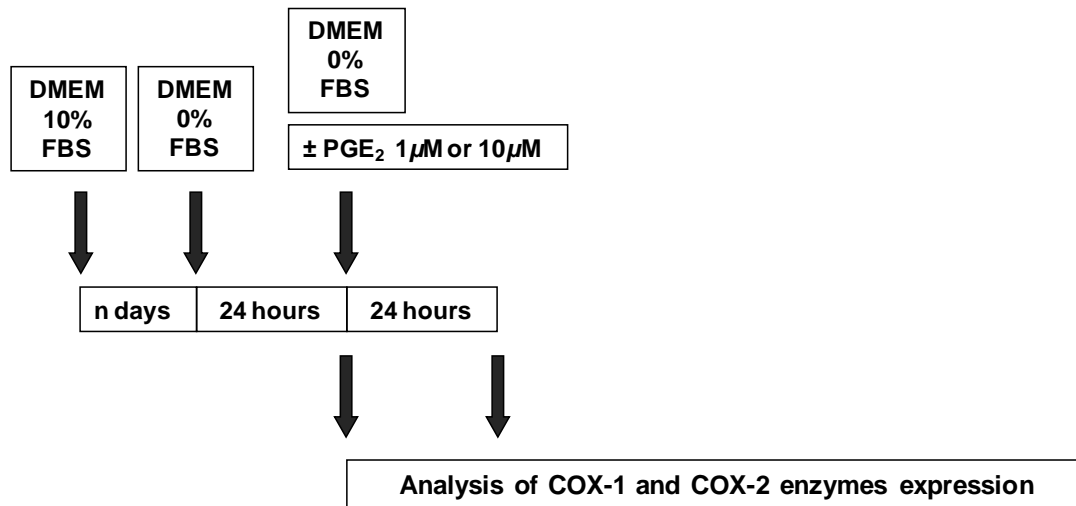 DMEM
10%
FBS
DMEM
0%
FBS
DMEM
0%
FBS
± PGE₂ 1µM or 10µM
n days
24 hours
24 hours
Analysis of COX-1 and COX-2 enzymes expression